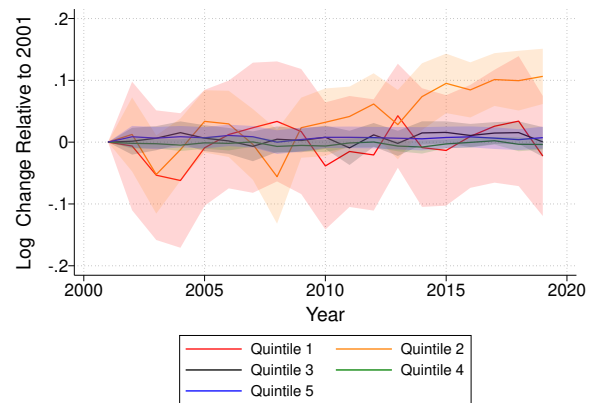 Log Change Relative to 2001
.2
.1
0
-.1
-.2
2000 2005 2010 2015 2020
Year
Quintile 1 Quintile 2
Quintile 3 Quintile 4
Quintile 5